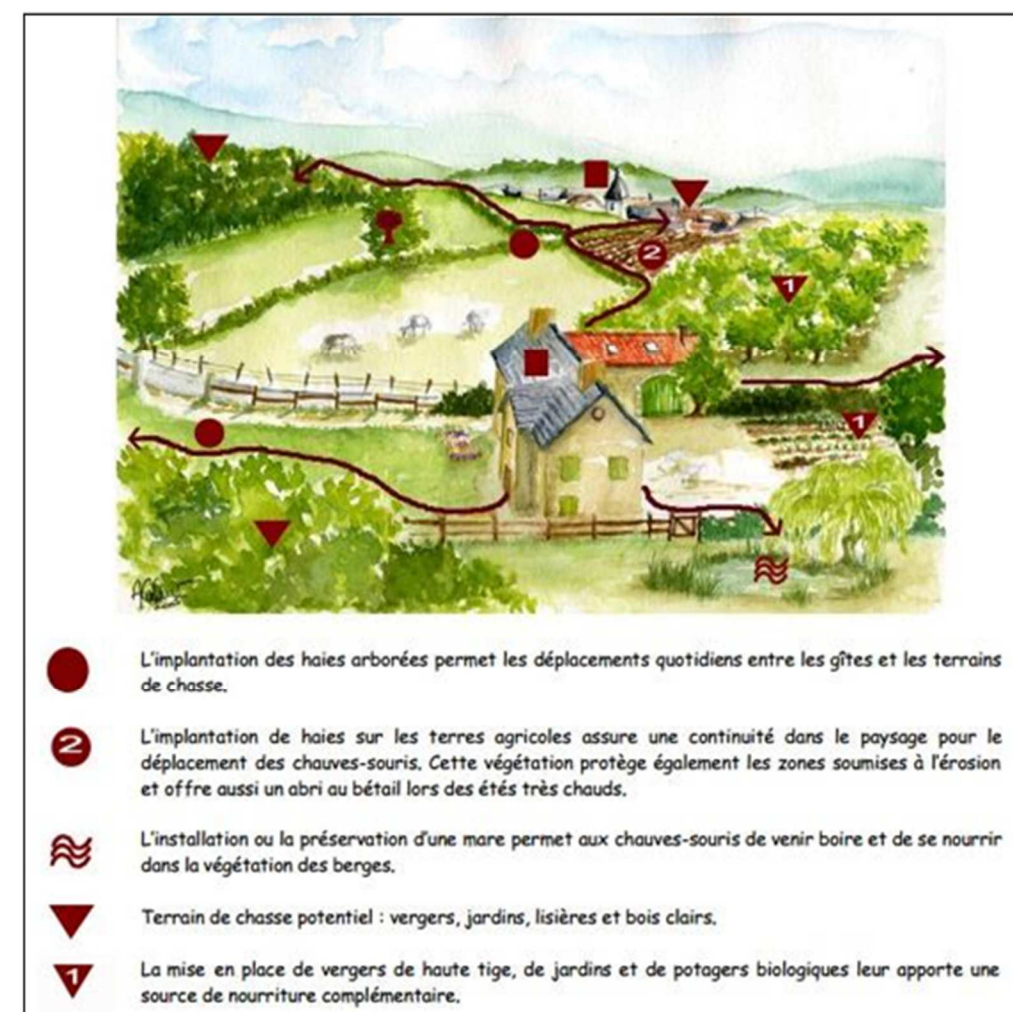 2
1
1
L'implantation des haies arborées permet les déplacements quotidiens entre les gîtes et les terrains
de chasse.
2
L'implantation de haies sur les terres agricoles assure une continuité dans le paysage pour le
déplacement des chauves-souris. Cette végétation protège également les zones soumises à l'érosion
et offre aussi un abri au bétail lors des étés très chauds.
L'installation ou la préservation d'une mare permet aux chauves-souris de venir boire et de se nourrir
dans la végétation des berges.
Terrain de chasse potentiel : vergers, jardins, lisières et bois clairs.
1
La mise en place de vergers de haute tige, de jardins et de potagers biologiques leur apporte une
source de nourriture complémentaire.